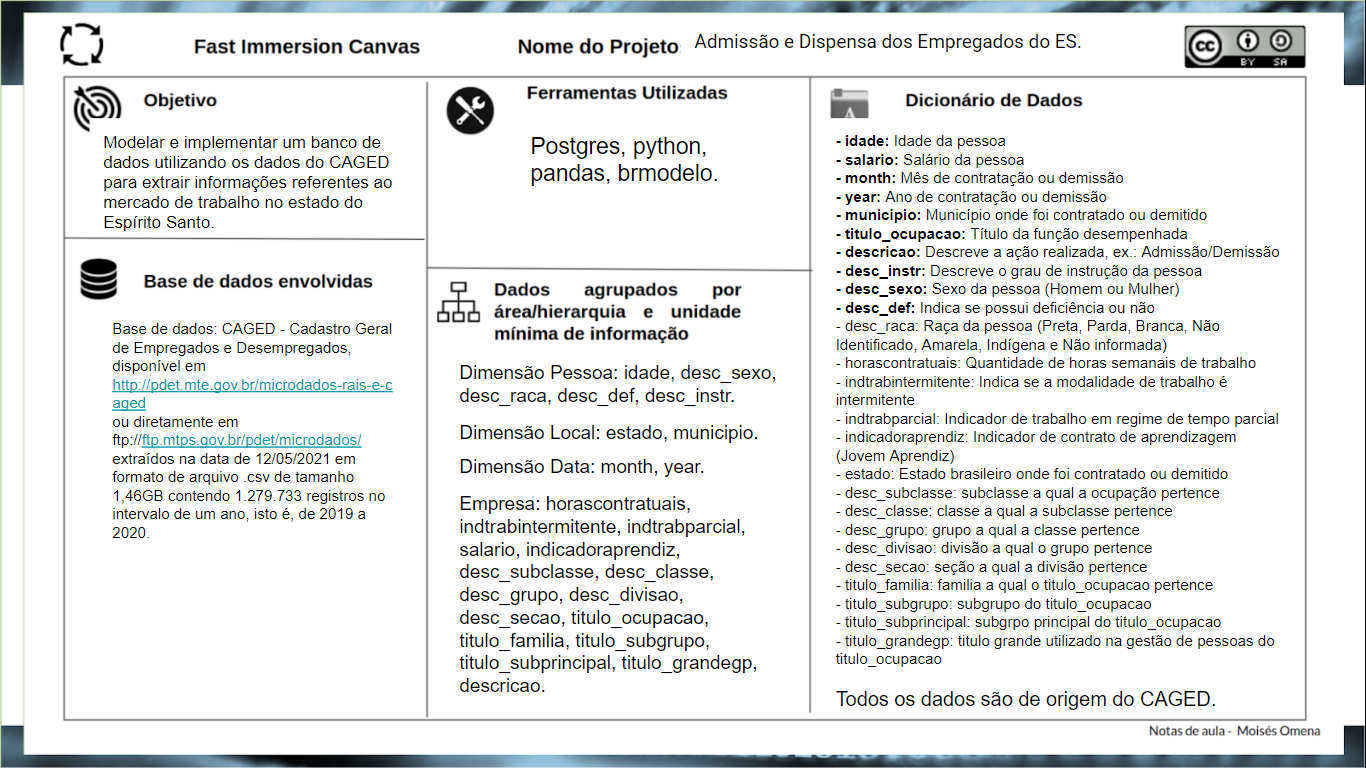 Fast Immersion Canvas
Nome do Projeto: Admissão e Dispensa dos Empregados do ES.
cc BY SA
Objetivo
Modelar e implementar um banco de
dados utilizando os dados do CAGED
para extrair informações referentes ao
mercado de trabalho no estado do
Espírito Santo.
Base de dados envolvidas
Base de dados: CAGED - Cadastro Geral
de Empregados e Desempregados,
disponível em
http://pdet.mte.gov.br/microdados-rais-e-c
aged
ou diretamente em
ftp://ftp.mtps.gov.br/pdet/microdados/
extraídos na data de 12/05/2021 em
formato de arquivo .csv de tamanho
1,46GB contendo 1.279.733 registros no
intervalo de um ano, isto é, de 2019 a
2020.
Ferramentas Utilizadas
Postgres, python,
pandas, brmodelo.
Dados agrupados por
área/hierarquia e unidade
mínima de informação
Dimensão Pessoa: idade, desc_sexo,
desc_raca, desc_def, desc_instr.
Dimensão Local: estado, municipio.
Dimensão Data: month, year.
Empresa: horascontratuais,
indtrabintermitente, indtrabparcial,
salario, indicadoraprendiz,
desc_subclasse, desc_classe,
desc_grupo, desc_divisao,
desc_secao, titulo_ocupacao,
titulo_familia, titulo_subgrupo,
titulo_subprincipal, titulo_grandegp,
descricao.
A
Dicionário de Dados
- idade: Idade da pessoa
- salario: Salário da pessoa
- month: Mês de contratação ou demissão
- year: Ano de contratação ou demissão
- municipio: Município onde foi contratado ou demitido
- titulo_ocupacao: Título da função desempenhada
- descricao: Descreve a ação realizada, ex.: Admissão/Demissão
- desc_instr: Descreve o grau de instrução da pessoa
- desc_sexo: Sexo da pessoa (Homem ou Mulher)
- desc_def: Indica se possui deficiência ou não
- desc_raca: Raça da pessoa (Preta, Parda, Branca, Não
Identificado, Amarela, Indígena e Não informada)
- horascontratuais: Quantidade de horas semanais de trabalho
- indtrabintermitente: Indica se a modalidade de trabalho é
intermitente
- indtrabparcial: Indicador de trabalho em regime de tempo parcial
- indicadoraprendiz: Indicador de contrato de aprendizagem
(Jovem Aprendiz)
- estado: Estado brasileiro onde foi contratado ou demitido
- desc_subclasse: subclasse a qual a ocupação pertence
- desc_classe: classe a qual a subclasse pertence
- desc_grupo: grupo a qual a classe pertence
- desc_divisao: divisão a qual o grupo pertence
- desc_secao: seção a qual a divisão pertence
- titulo_familia: familia a qual o titulo_ocupacao pertence
- titulo_subgrupo: subgrupo do titulo_ocupacao
- titulo_subprincipal: subgrpo principal do titulo_ocupacao
- titulo_grandegp: titulo grande utilizado na gestão de pessoas do
titulo_ocupacao
Todos os dados são de origem do CAGED.
Notas de aula - Moisés Omena